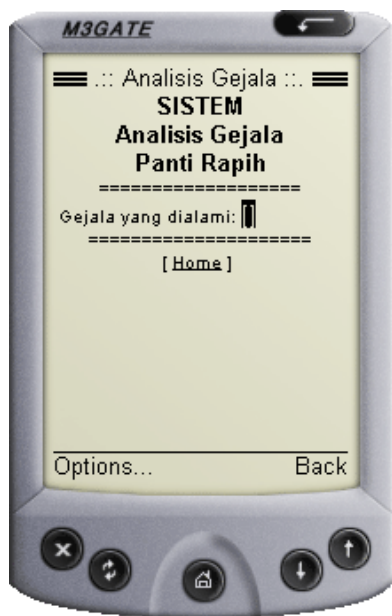 M3GATE
.:: Analisis Gejala ::.
SISTEM
Analisis Gejala
Panti Rapih
===================
Gejala yang dialami: []
=====================
[ Home ]
Options... Back